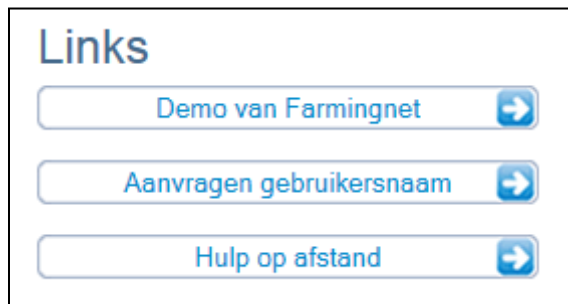 Links
Demo van Farmingnet
Aanvragen gebruikersnaam
Hulp op afstand